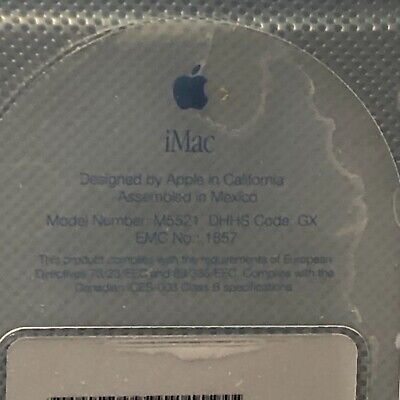 iMac
Designed by Apple in California
Assembled in Mexico
Model Number: M5521 DHHS Code: GX
EMC No.: 1857
This product complies with the requirements of European
Directives 73/23/EEC and 89/336/EEC. Complies with the
Canadian ICES-003 Class B specifications.